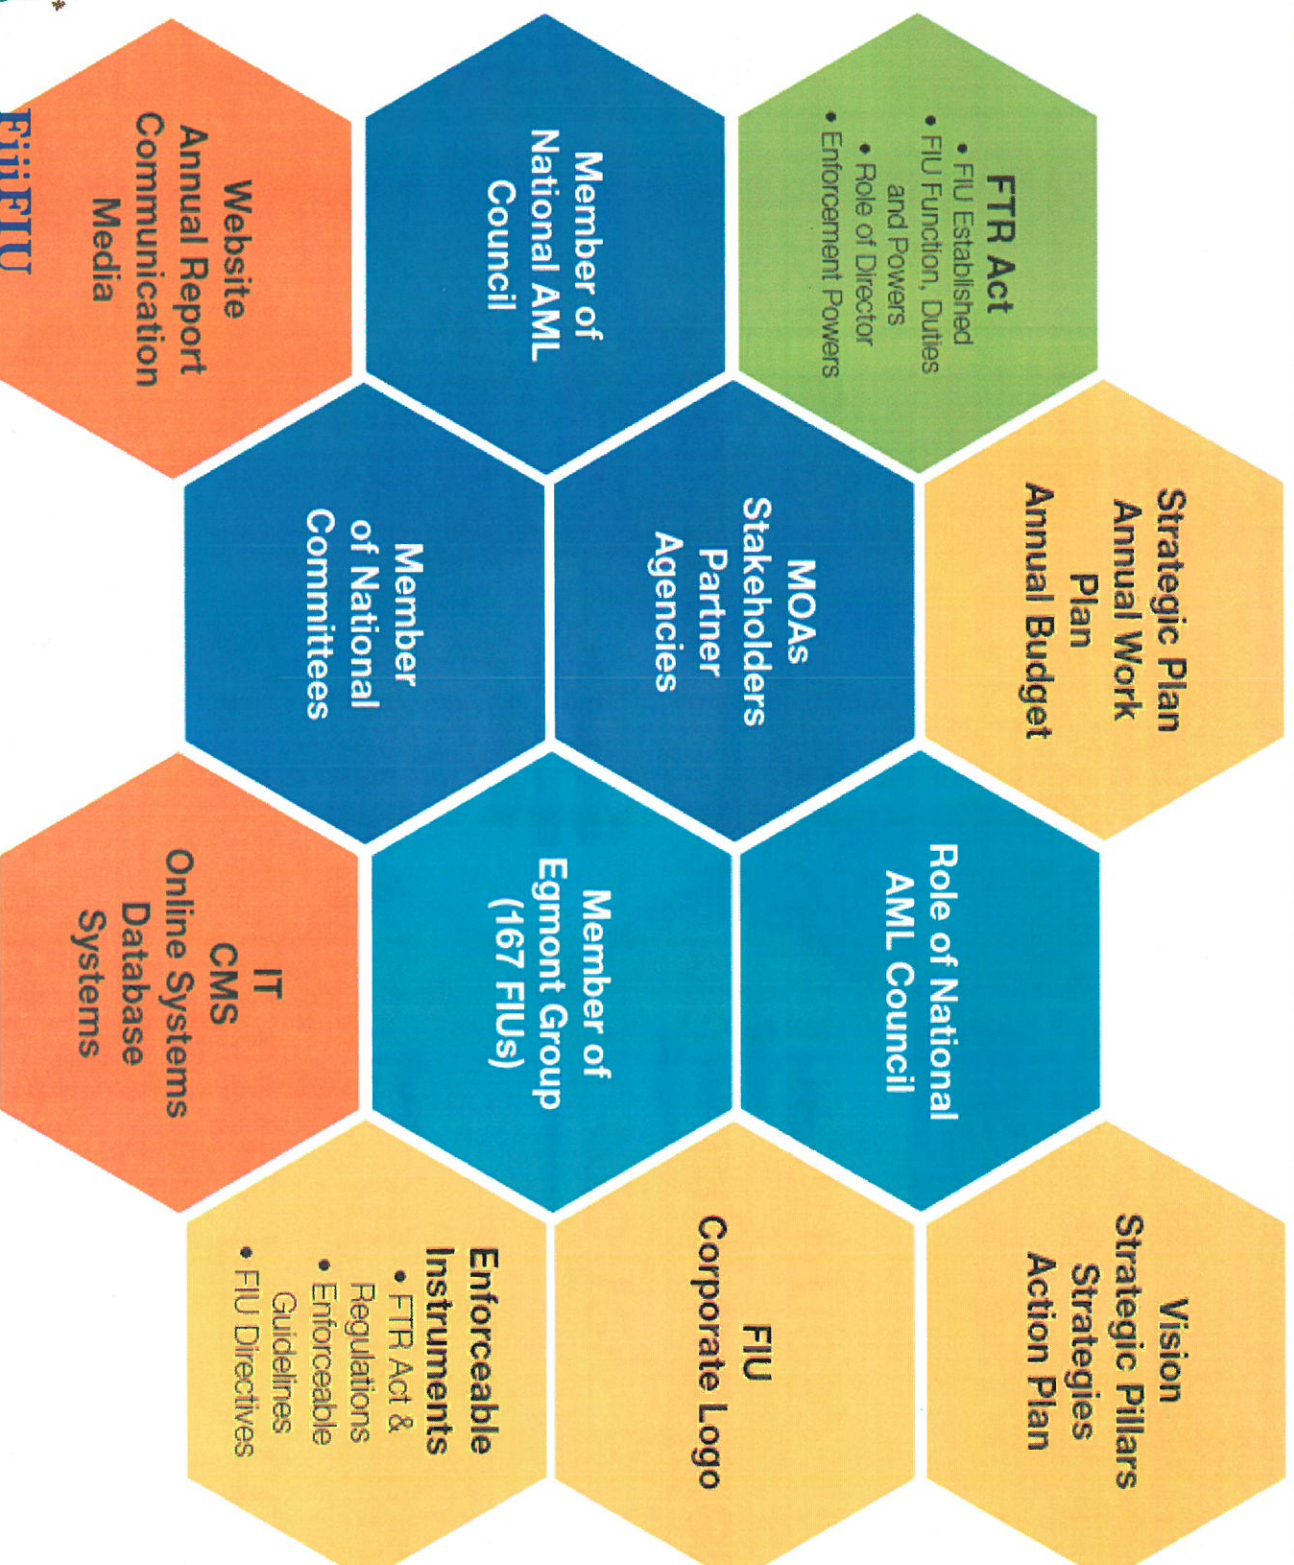 Strategic Plan
Annual Work
Plan
Annual Budget
Vision
Strategic Pillars
Strategies
Action Plan
FTR Act
• FIU Established
• FIU Function, Duties
and Powers
• Role of Director
• Enforcement Powers
Role of National
AML Council
MOAs
Stakeholders
Partner
Agencies
FIU
Corporate Logo
Member of
National AML
Council
Member of
Egmont Group
(167 FIUs)
Member
of National
Committees
Enforceable
Instruments
• FTR Act &
Regulations
• Enforceable
Guidelines
• FIU Directives
Website
Annual Report
Communication
Media
IT
CMS
Online Systems
Database
Systems
Fiji FIU